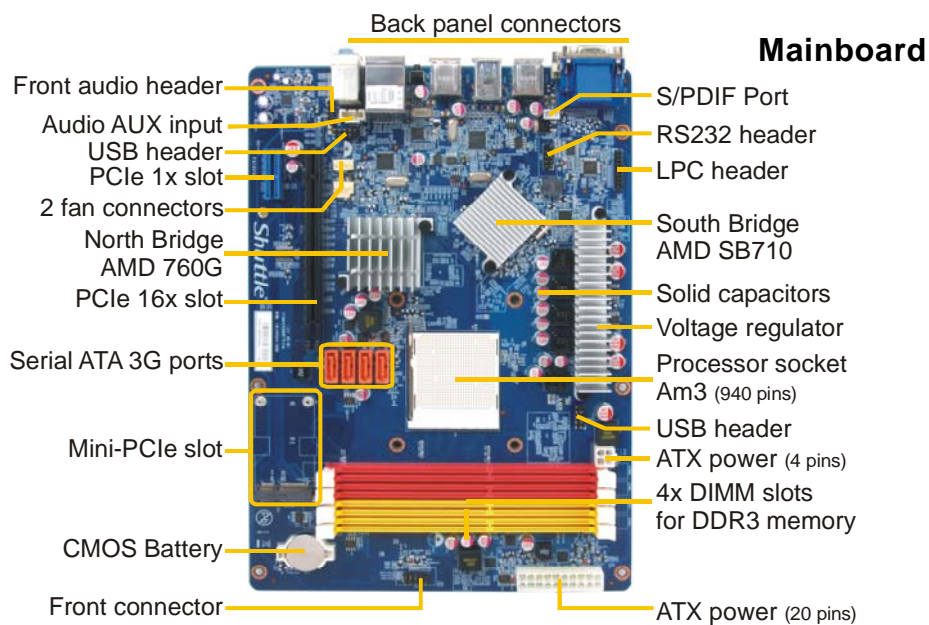 Back panel connectors
Mainboard
Front audio header
Audio AUX input
USB header
PCIe 1x slot
2 fan connectors
North Bridge
AMD 760G
PCIe 16x slot
Serial ATA 3G ports
Mini-PCIe slot
CMOS Battery
Front connector
Shuttle
S/PDIF Port
RS232 header
LPC header
South Bridge
AMD SB710
Solid capacitors
Voltage regulator
Processor socket
Am3 (940 pins)
USB header
ATX power (4 pins)
4x DIMM slots
for DDR3 memory
ATX power (20 pins)